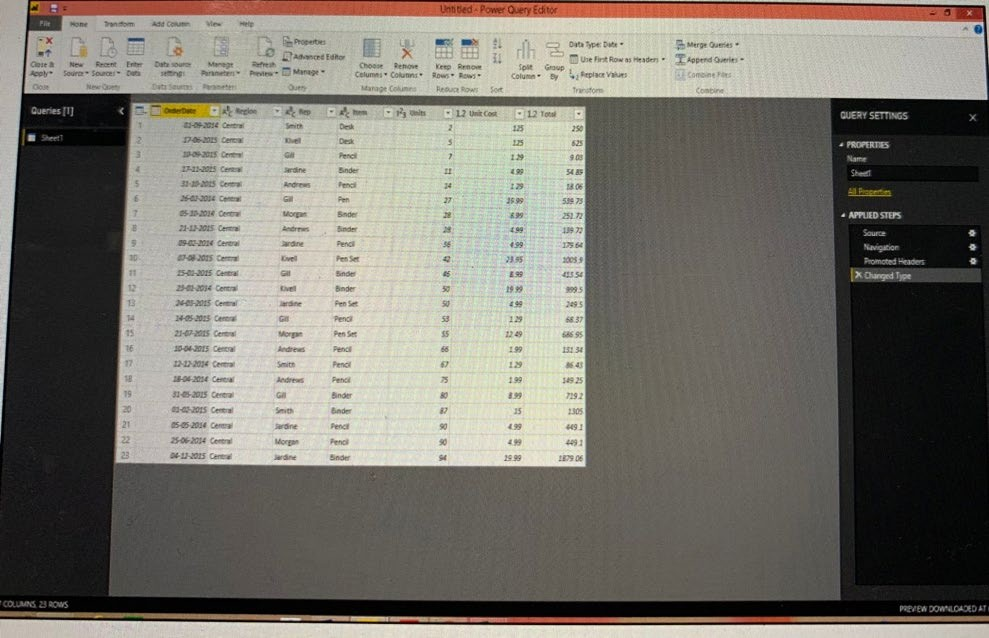 Untitled - Power Query Editor
File Home Transform Add Column View Help
Close & Apply New Source Recent Sources Enter Data Data source settings Manage Parameters Refresh Preview Properties Advanced Editor Manage Choose Columns Remove Columns Keep Rows Remove Rows Split Column Group By Data Type: Date Use First Row as Headers Replace Values Merge Queries Append Queries Combine Files
Close New Query Data Sources Parameters Query Manage Columns Reduce Rows Sort Transform Combine
Queries [1]
Sheet1
OrderDate Region Rep Item 1²3 Units 1.2 Unit Cost 1.2 Total
1 Central Smith Desk 2 125 250
2 17-06-2015 Central Kivell Desk 5 125 625
3 Central Gill Pencil 7 1.29 9.03
4 17-11-2015 Central Jardine Binder 11 4.99 54.89
5 31-10-2015 Central Andrews Pencil 14 1.29 18.06
6 26-02-2014 Central Gill Pen 27 19.99 539.73
7 05-10-2014 Central Morgan Binder 28 8.99 251.72
8 21-12-2015 Central Andrews Binder 28 4.99 139.72
9 09-02-2014 Central Jardine Pencil 36 4.99 179.64
10 07-08-2015 Central Kivell Pen Set 42 23.95 1005.9
11 15-01-2015 Central Gill Binder 46 8.99 413.54
12 23-01-2014 Central Kivell Binder 50 19.99 999.5
13 24-03-2015 Central Jardine Pen Set 50 4.99 249.5
14 14-05-2015 Central Gill Pencil 53 1.29 68.37
15 21-07-2015 Central Morgan Pen Set 55 12.49 686.95
16 10-04-2015 Central Andrews Pencil 66 1.99 131.34
17 12-12-2014 Central Smith Pencil 67 1.29 86.43
18 18-04-2014 Central Andrews Pencil 75 1.99 149.25
19 31-05-2015 Central Gill Binder 80 8.99 719.2
20 01-02-2015 Central Smith Binder 87 15 1305
21 05-05-2014 Central Jardine Pencil 90 4.99 449.1
22 25-06-2014 Central Morgan Pencil 90 4.99 449.1
23 04-12-2015 Central Jardine Binder 94 19.99 1879.06
QUERY SETTINGS
PROPERTIES
Name
Sheet1
All Properties
APPLIED STEPS
Source
Navigation
Promoted Headers
Changed Type
COLUMNS, 23 ROWS
PREVIEW DOWNLOADED AT